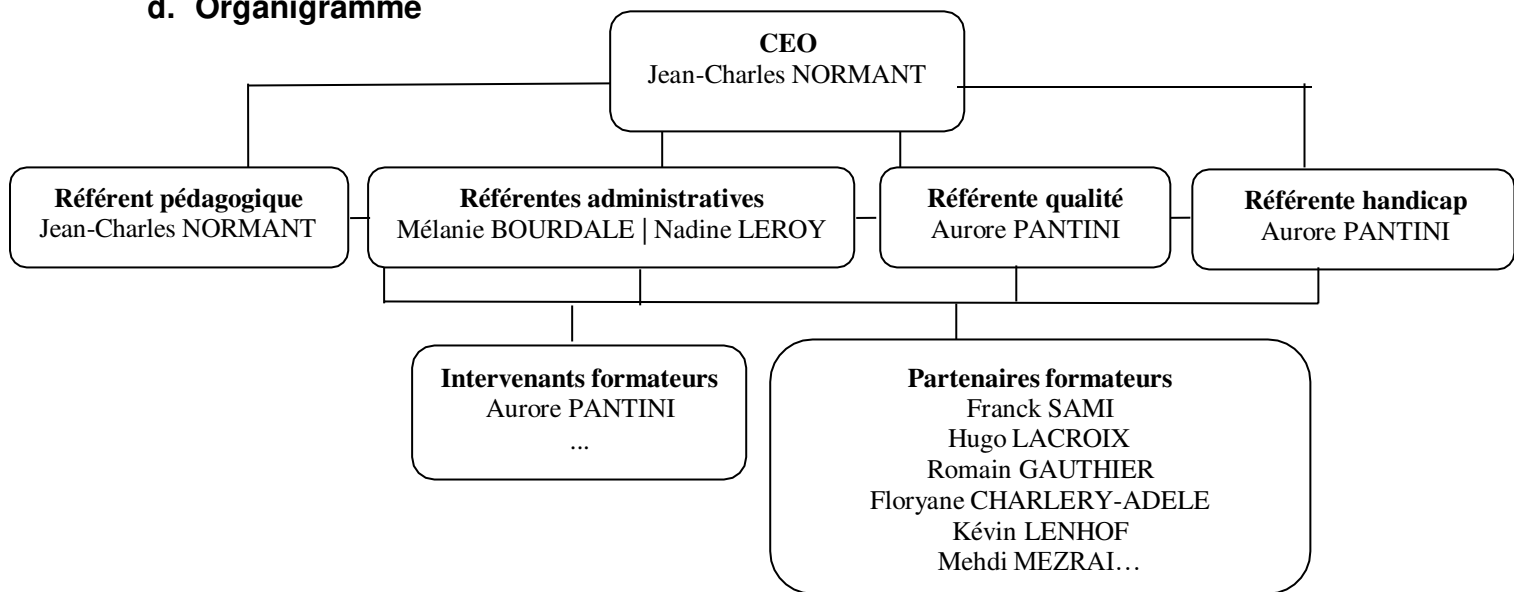 d. Organigramme
CEO
Jean-Charles NORMANT
Référent pédagogique
Jean-Charles NORMANT
Référentes administratives
Mélanie BOURDALE | Nadine LEROY
Référente qualité
Aurore PANTINI
Référente handicap
Aurore PANTINI
Intervenants formateurs
Aurore PANTINI
...
Partenaires formateurs
Franck SAMI
Hugo LACROIX
Romain GAUTHIER
Floryane CHARLERY-ADELE
Kévin LENHOF
Mehdi MEZRAI…